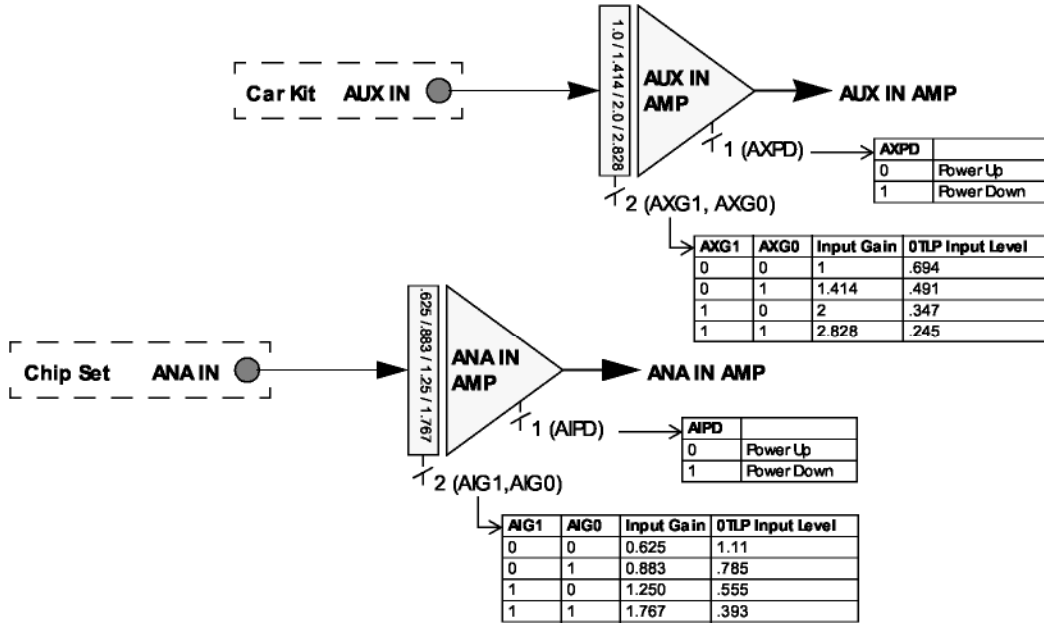 1.0 / 1.414 / 2.0 / 2.828
AUX IN
AMP
Car Kit AUX IN
AUX IN AMP
1 (AXPD)
AXPD
0 Power Up
1 Power Down
2 (AXG1, AXG0)
AXG1 AXG0 Input Gain 0TLP Input Level
0 0 1 .694
0 1 1.414 .491
1 0 2 .347
1 1 2.828 .245
.625 /.883 / 1.25 / 1.767
ANA IN
AMP
Chip Set ANA IN
ANA IN AMP
1 (AIPD)
AIPD
0 Power Up
1 Power Down
2 (AIG1,AIG0)
AIG1 AIG0 Input Gain 0TLP Input Level
0 0 0.625 1.11
0 1 0.883 .785
1 0 1.250 .555
1 1 1.767 .393